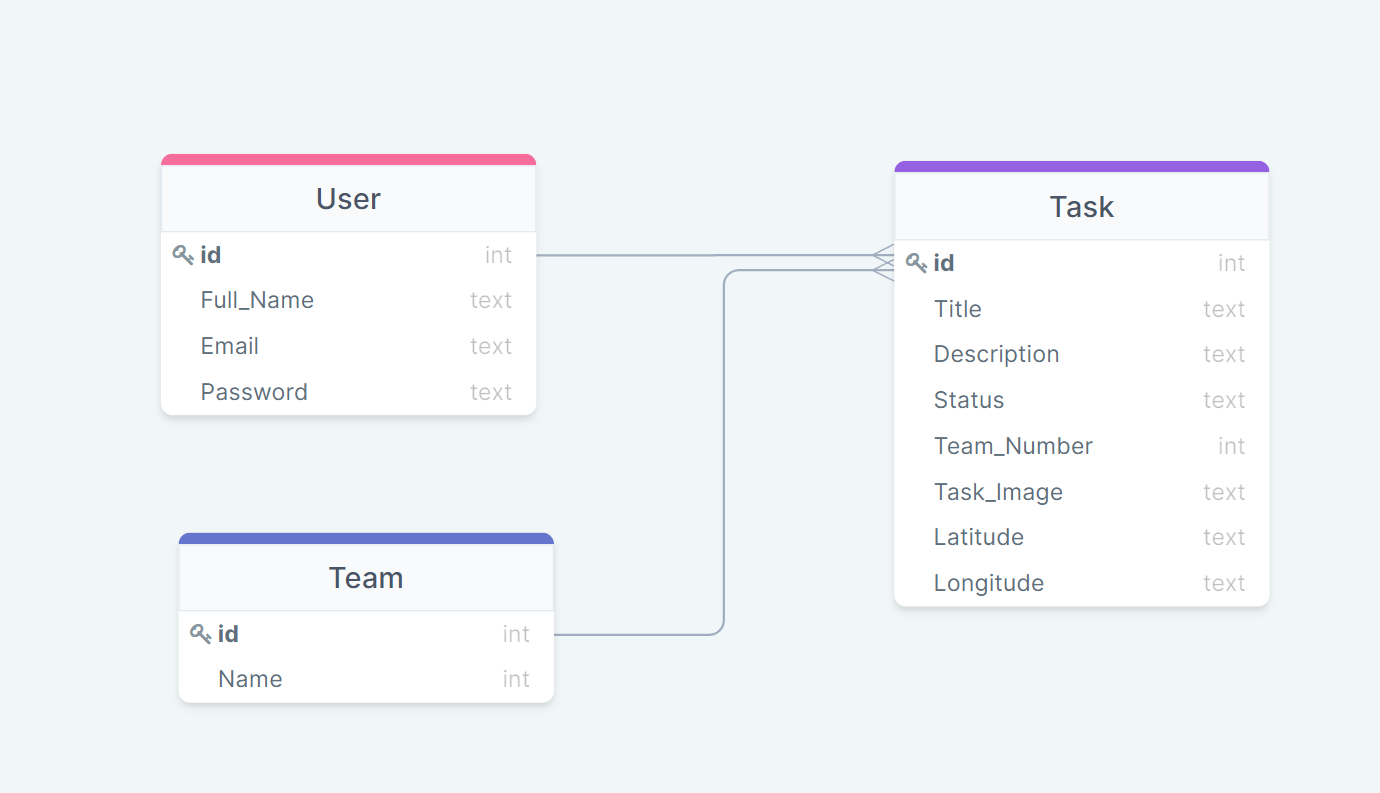 User
id int
Full_Name text
Email text
Password text
Team
id int
Name int
Task
id int
Title text
Description text
Status text
Team_Number int
Task_Image text
Latitude text
Longitude text